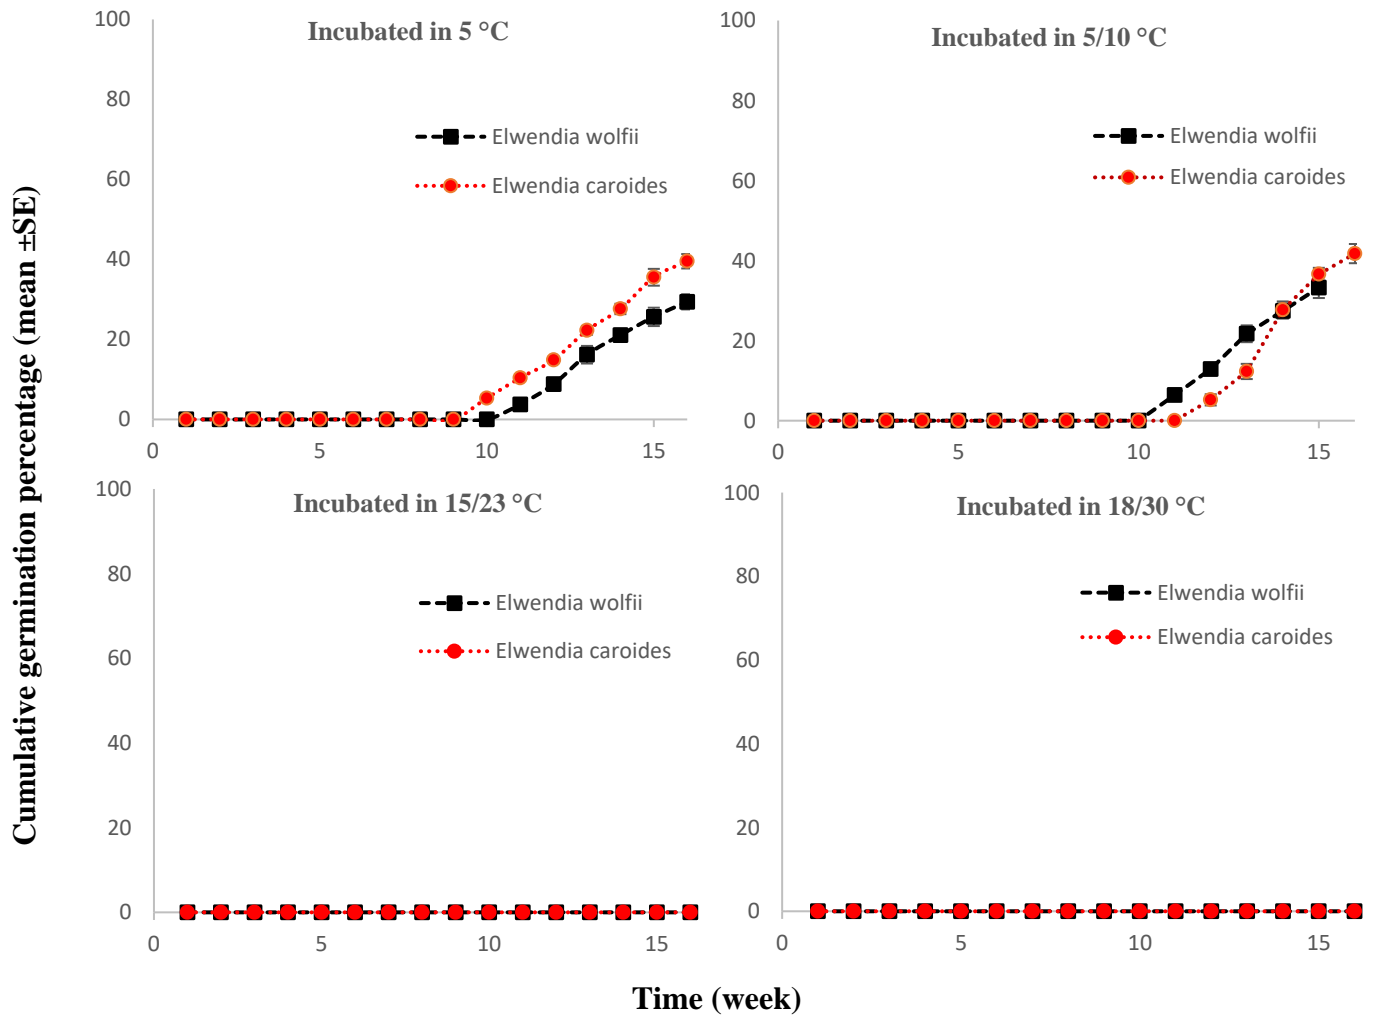 Cumulative germination percentage (mean ±SE)
Incubated in 5 °C
100
80
60
40
20
0
0
5
10
15
Elwendia wolfii
Elwendia caroides
Incubated in 5/10 °C
100
80
60
40
20
0
0
5
10
15
Elwendia wolfii
Elwendia caroides
Incubated in 15/23 °C
100
80
60
40
20
0
0
5
10
15
Elwendia wolfii
Elwendia caroides
Incubated in 18/30 °C
100
80
60
40
20
0
0
5
10
15
Elwendia wolfii
Elwendia caroides
Time (week)